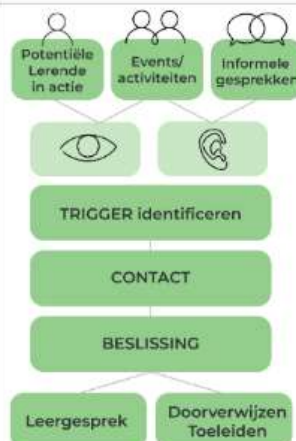 Potentiële
Lerende
in actie
Events/
activiteiten
Informele
gesprekken
TRIGGER identificeren
CONTACT
BESLISSING
Leergesprek
Doorverwijzen
Toeleiden